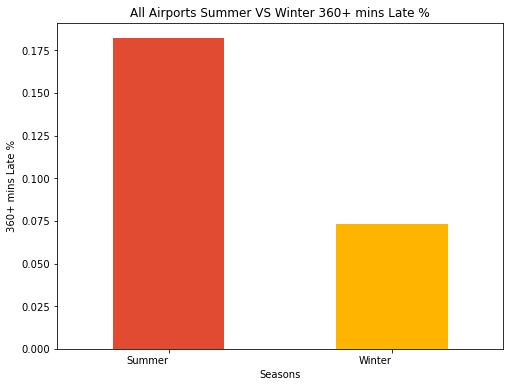 All Airports Summer VS Winter 360+ mins Late %
360+ mins Late %
0.175
0.150
0.125
0.100
0.075
0.050
0.025
0.000
Summer
Winter
Seasons